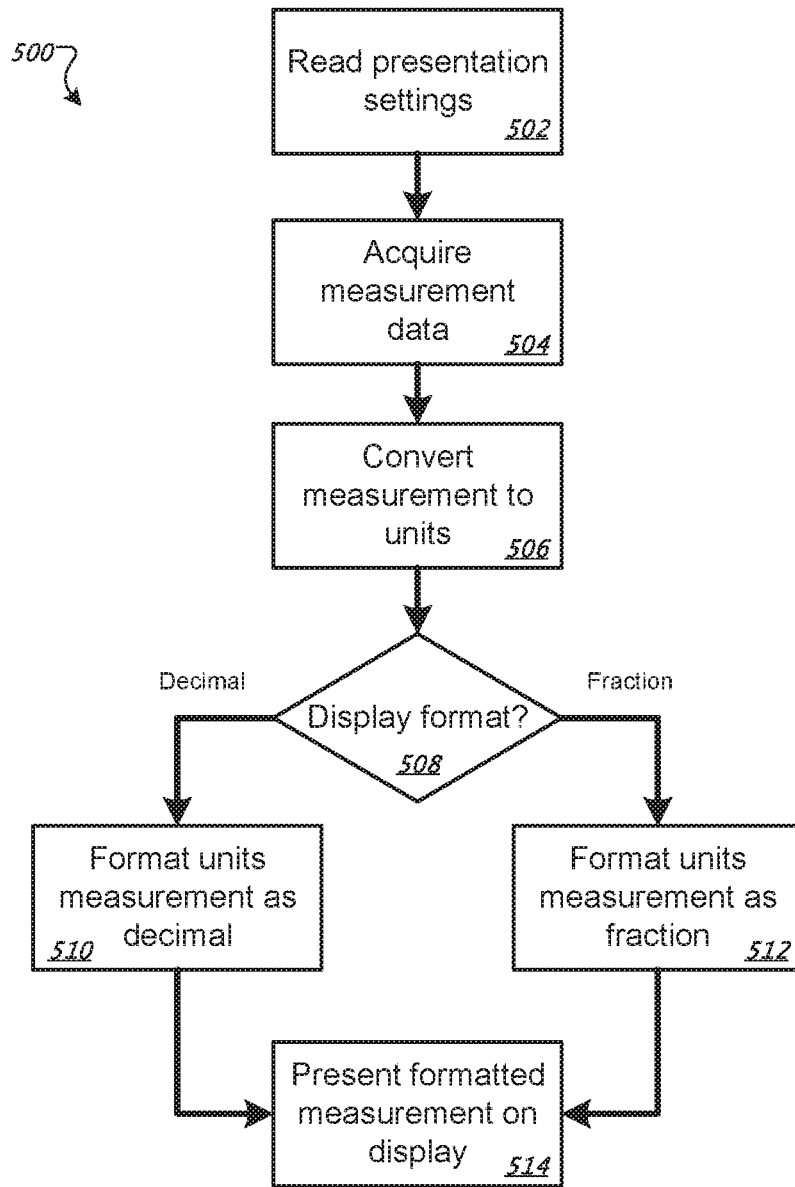 500
Read presentation
settings
502
Acquire
measurement
data
504
Convert
measurement to
units
506
Decimal
Fraction
Display format?
508
Format units
measurement as
decimal
510
Format units
measurement as
fraction
512
Present formatted
measurement on
display
514